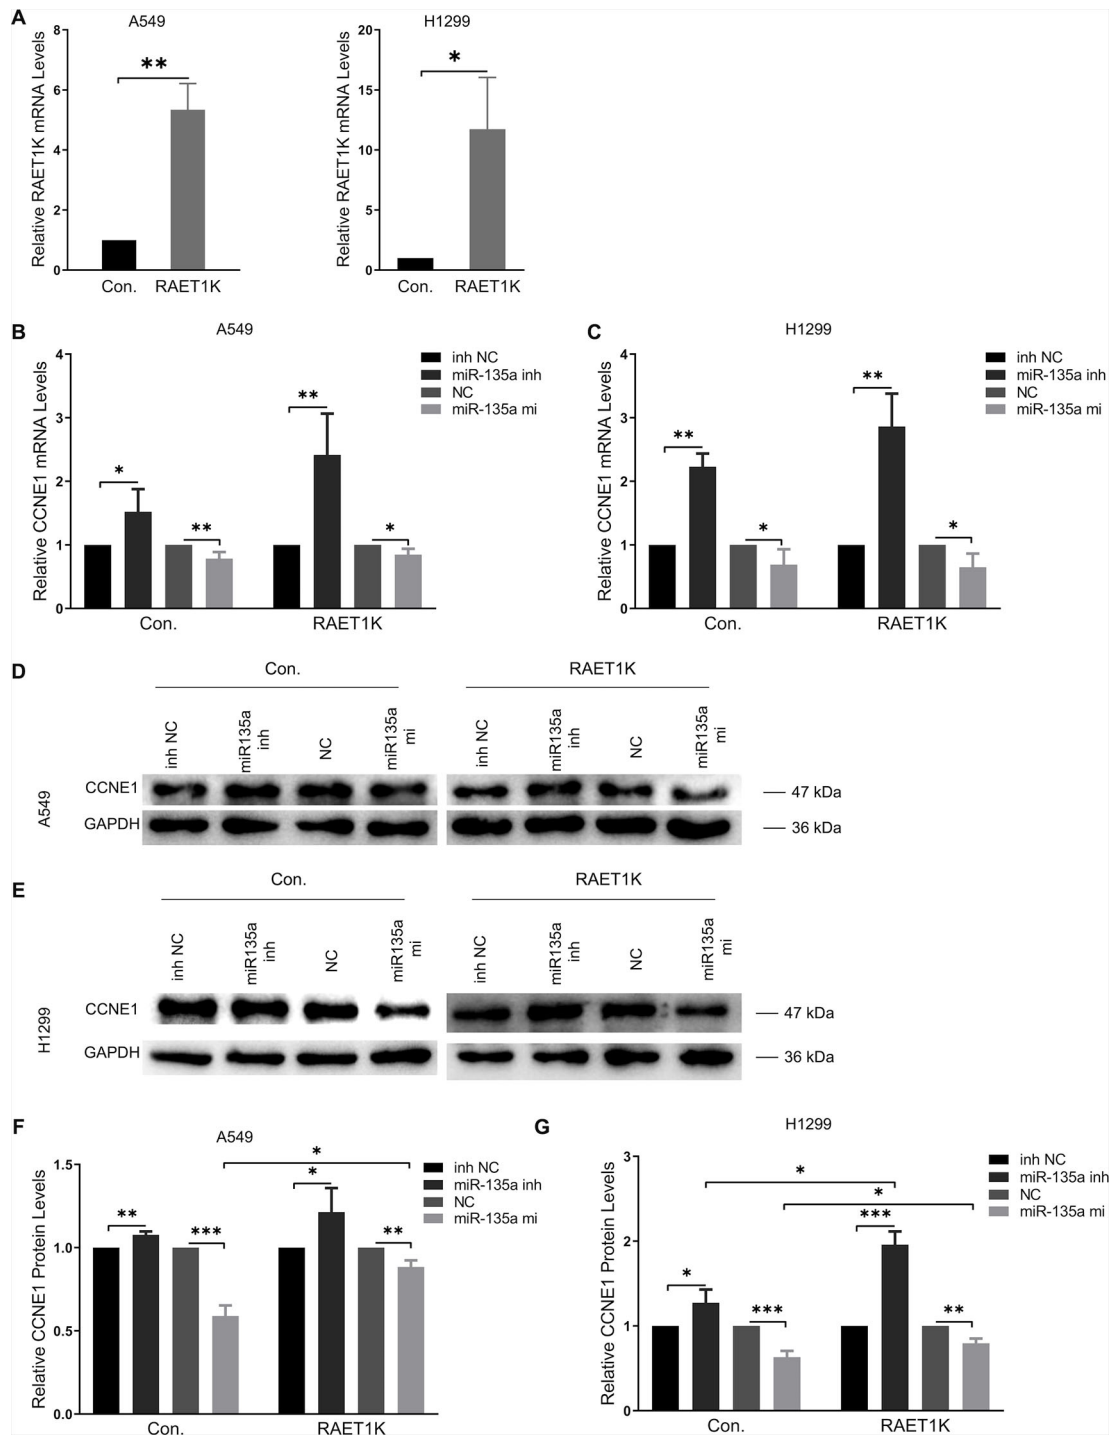 A
A549
Relative RAET1K mRNA Levels
8
6
4
2
0
**
Con. RAET1K
H1299
Relative RAET1K mRNA Levels
20
15
10
5
0
*
Con. RAET1K
B
A549
Relative CCNE1 mRNA Levels
4
3
2
1
0
* ** ** *
Con. RAET1K
inh NC
miR-135a inh
NC
miR-135a mi
C
H1299
Relative CCNE1 mRNA Levels
4
3
2
1
0
** * ** *
Con. RAET1K
inh NC
miR-135a inh
NC
miR-135a mi
D
Con. RAET1K
inh NC
miR135a
inh
NC
miR135a
mi
inh NC
miR135a
inh
NC
miR135a
mi
A549
CCNE1
47 kDa
GAPDH
36 kDa
E
Con. RAET1K
inh NC
miR135a
inh
NC
miR135a
mi
inh NC
miR135a
inh
NC
miR135a
mi
H1299
CCNE1
47 kDa
GAPDH
36 kDa
F
A549
Relative CCNE1 Protein Levels
1.5
1.0
0.5
0.0
*
** *** * **
Con. RAET1K
inh NC
miR-135a inh
NC
miR-135a mi
G
H1299
Relative CCNE1 Protein Levels
3
2
1
0
*
*
* *** *** **
Con. RAET1K
inh NC
miR-135a inh
NC
miR-135a mi